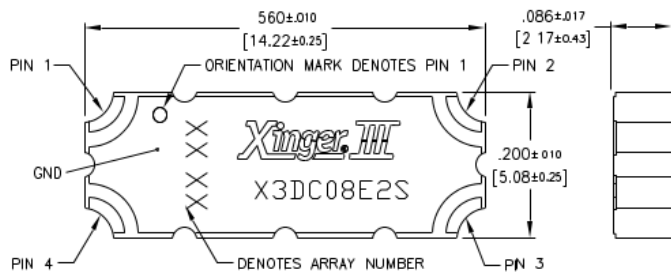 560±.010
[14.22±0.25]
.086±.017
[2 17±0.43]
PIN 1
ORIENTATION MARK DENOTES PIN 1
PIN 2
GND
XXXX
Xinger III
X3DC08E2S
.200±010
[5.08±0.25]
PIN 4
DENOTES ARRAY NUMBER
PIN 3